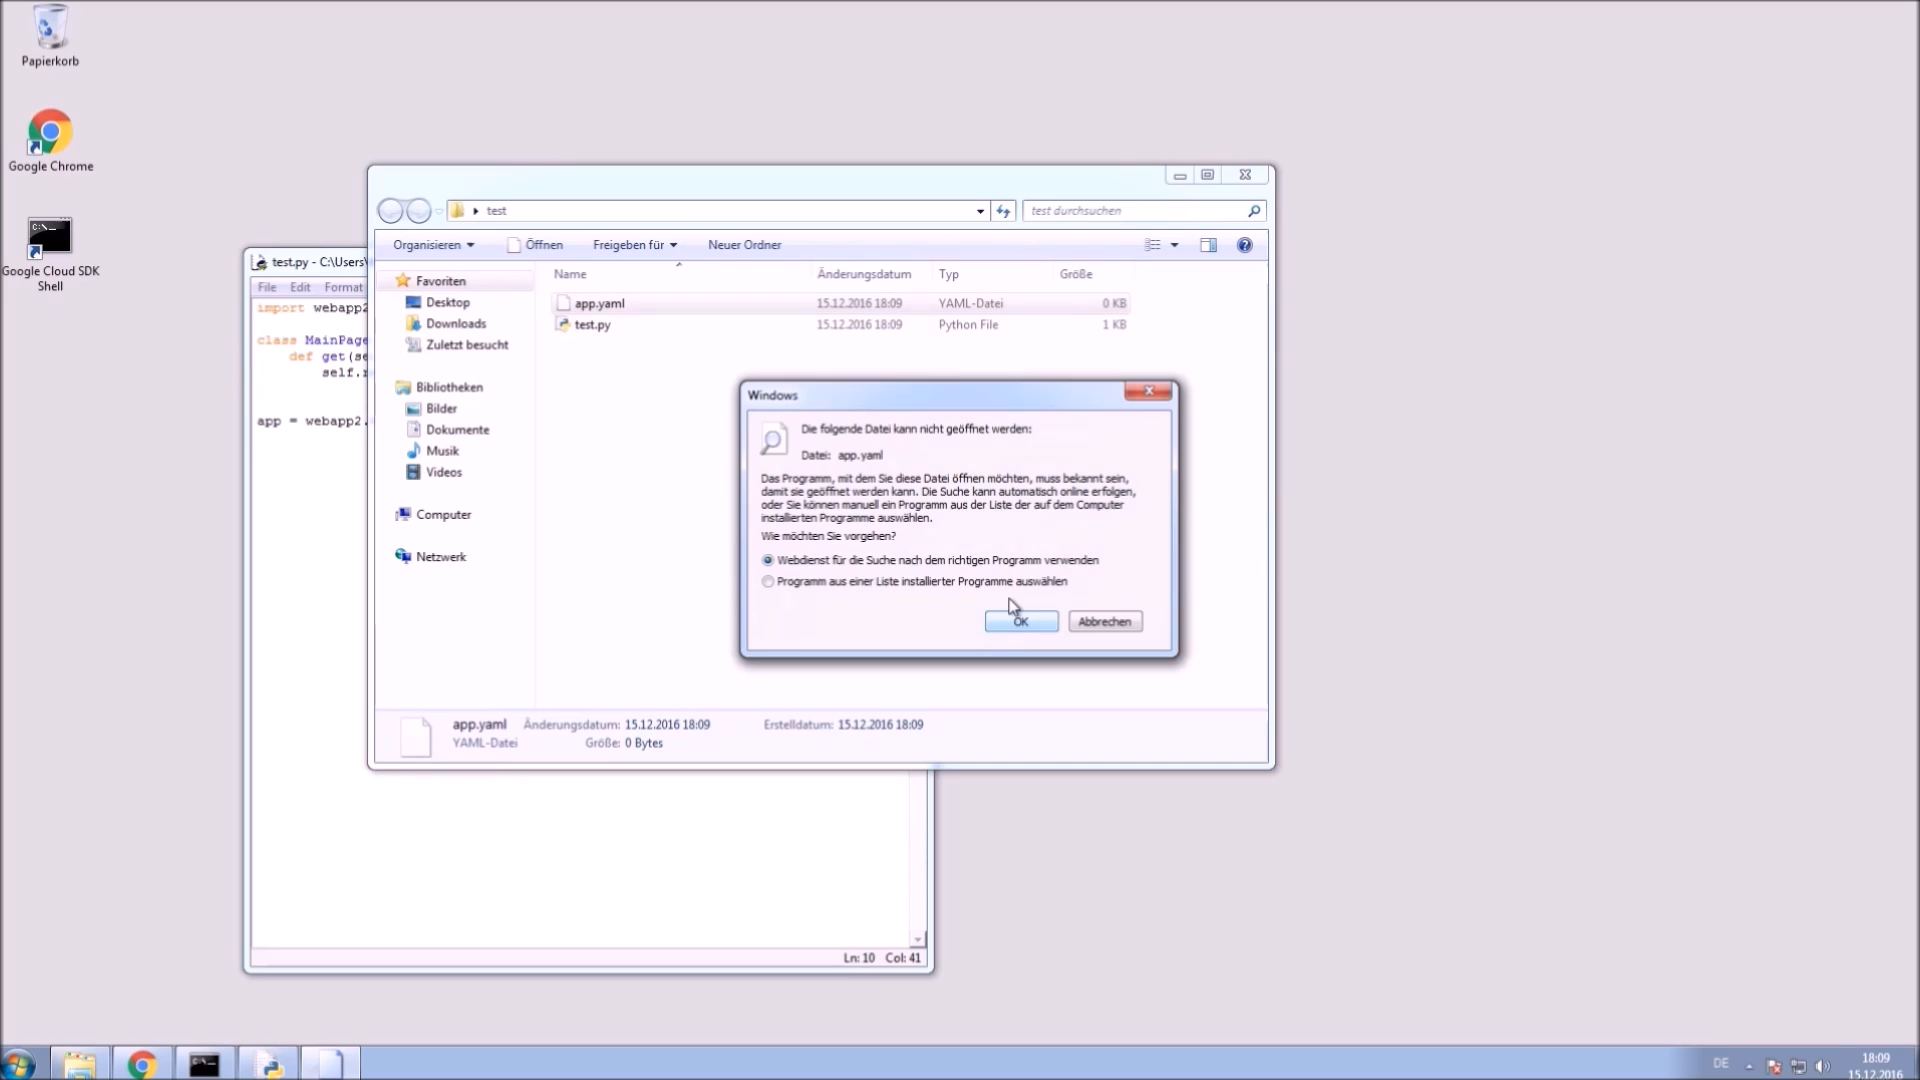 Papierkorb
Google Chrome
Google Cloud SDK
Shell
test.py - C:\Users\
File Edit Format
import webapp2
class MainPage
def get(se
self.r
app = webapp2.
Ln: 10 Col: 41
test
test durchsuchen
Organisieren Öffnen Freigeben für Neuer Ordner
Favoriten
Desktop
Downloads
Zuletzt besucht
Bibliotheken
Bilder
Dokumente
Musik
Videos
Computer
Netzwerk
Name Änderungsdatum Typ Größe
app.yaml 15.12.2016 18:09 YAML-Datei 0 KB
test.py 15.12.2016 18:09 Python File 1 KB
Windows
Die folgende Datei kann nicht geöffnet werden:
Datei: app.yaml
Das Programm, mit dem Sie diese Datei öffnen möchten, muss bekannt sein,
damit sie geöffnet werden kann. Die Suche kann automatisch online erfolgen,
oder Sie können manuell ein Programm aus der Liste der auf dem Computer
installierten Programme auswählen.
Wie möchten Sie vorgehen?
Webdienst für die Suche nach dem richtigen Programm verwenden
Programm aus einer Liste installierter Programme auswählen
OK Abbrechen
app.yaml Änderungsdatum: 15.12.2016 18:09 Erstelldatum: 15.12.2016 18:09
YAML-Datei Größe: 0 Bytes
DE
18:09
15.12.2016